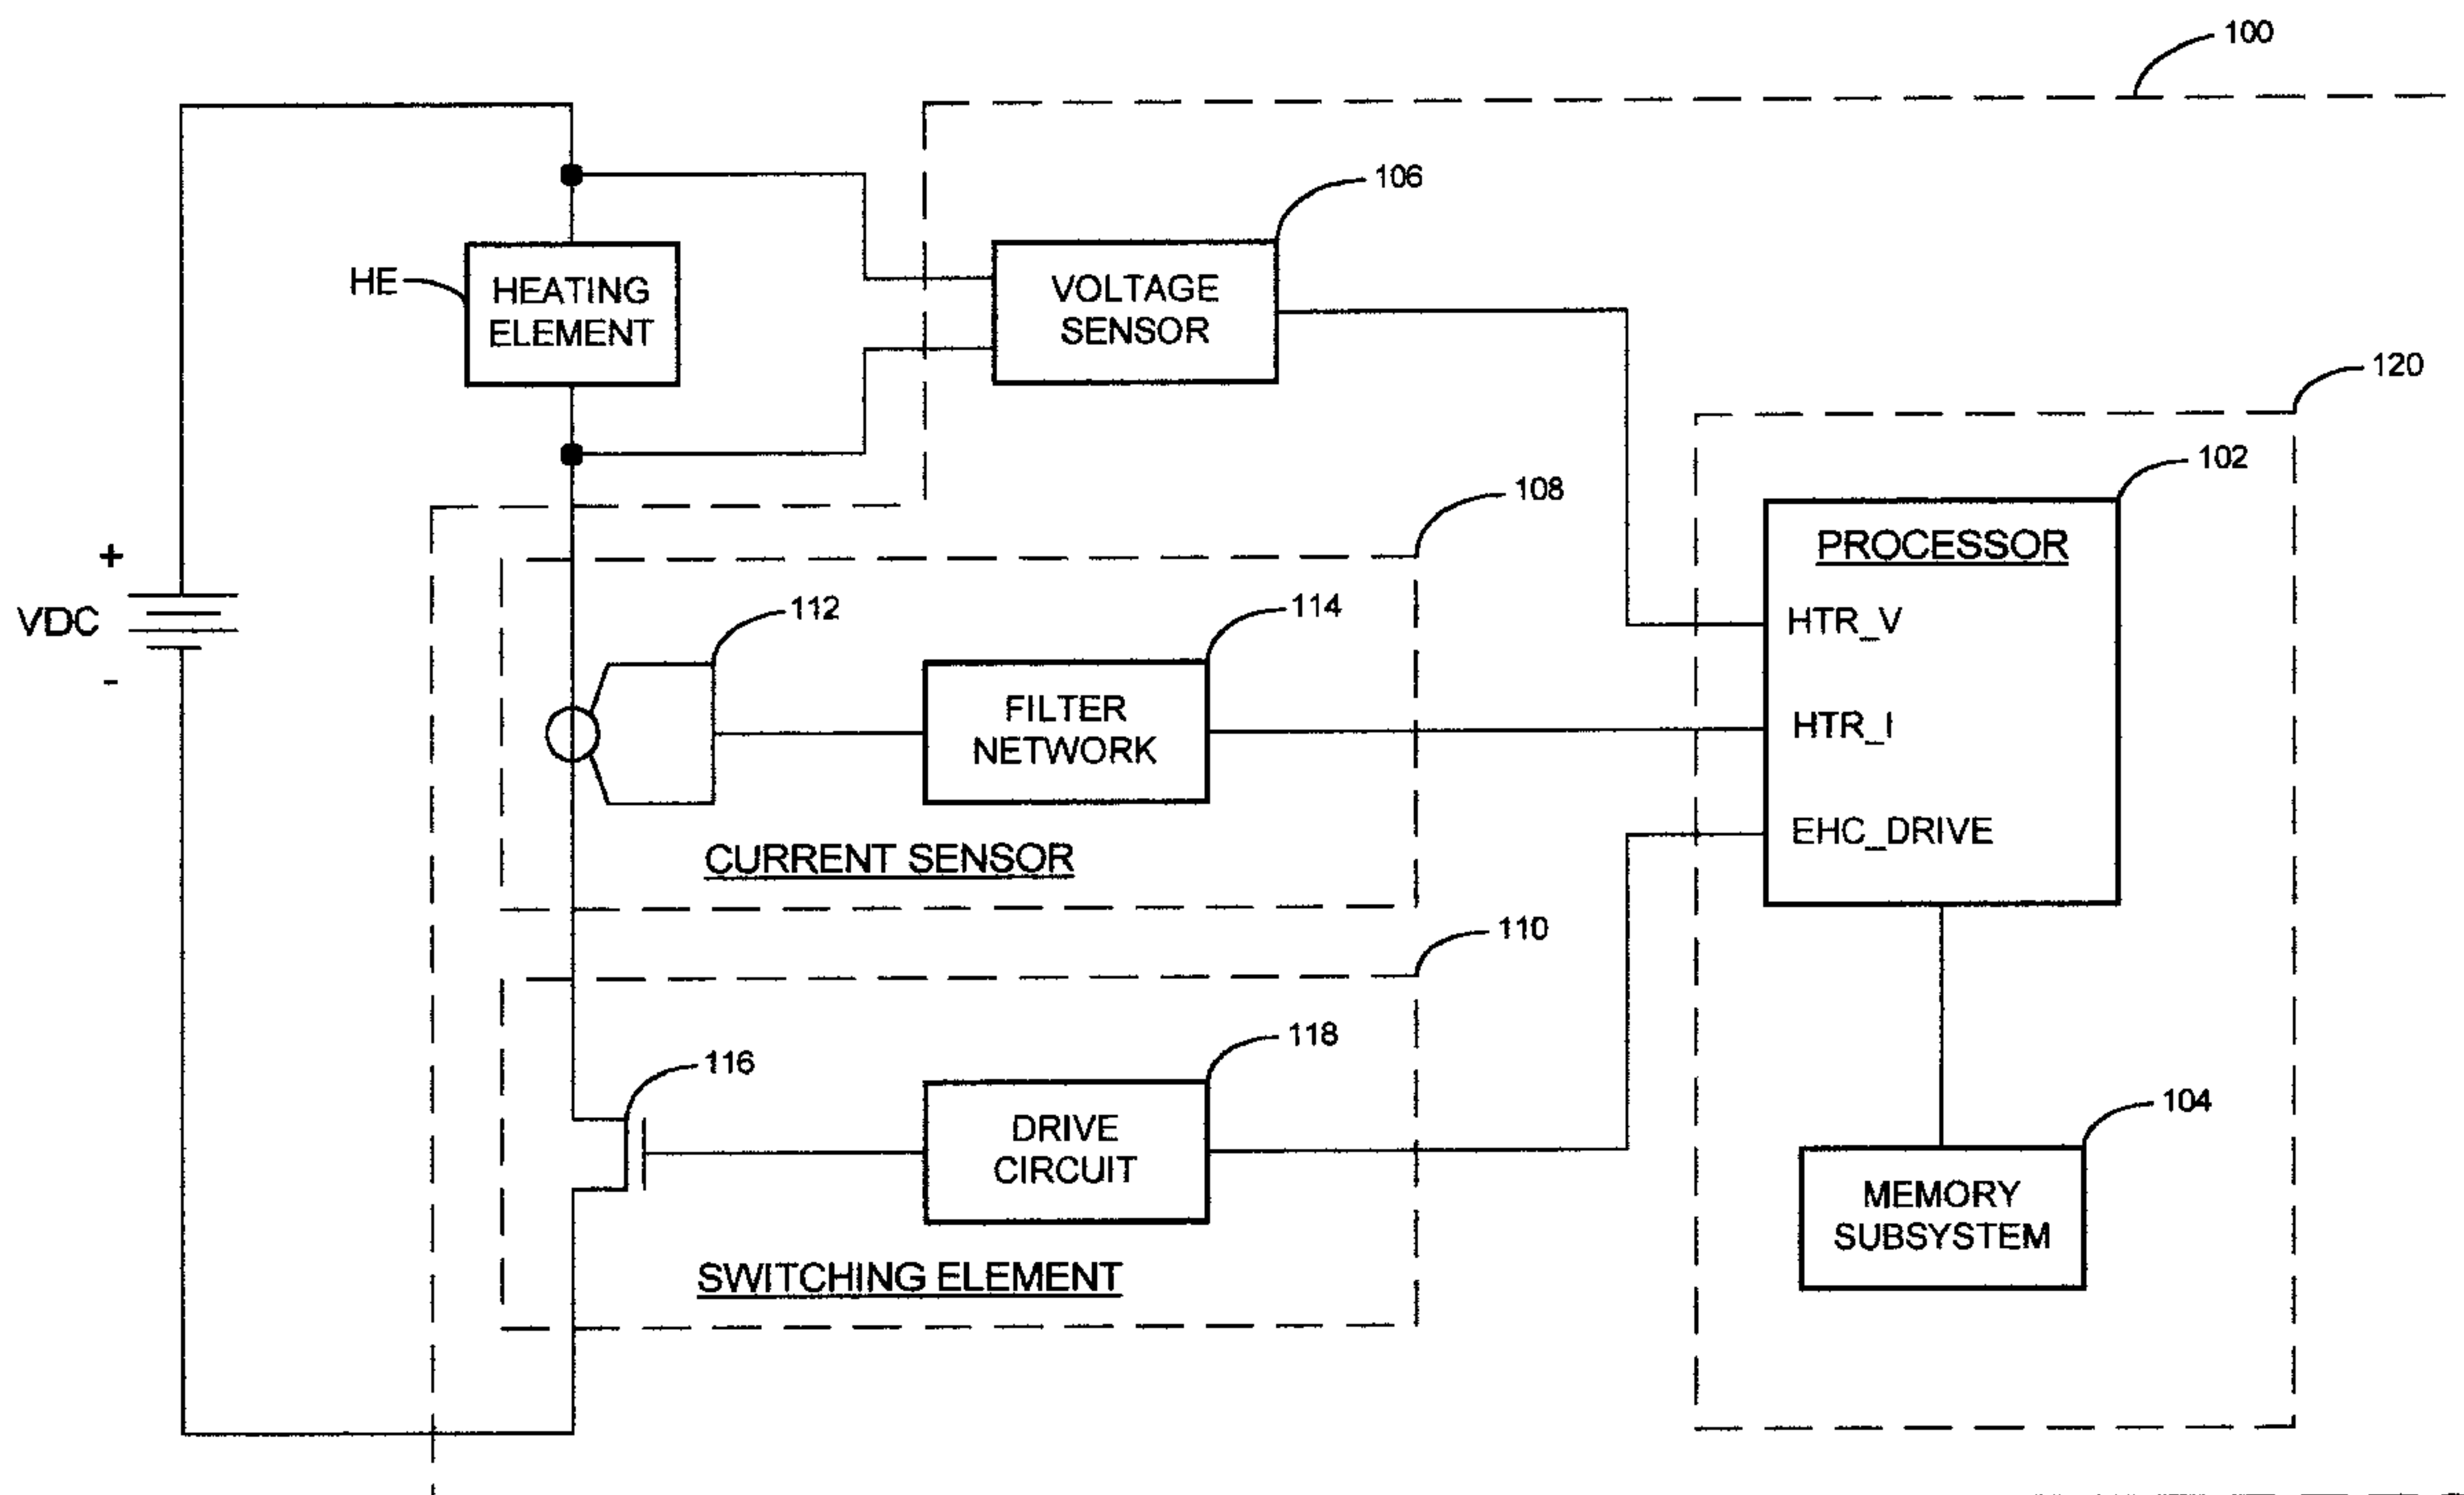 100
106
HE
HEATING
ELEMENT
VOLTAGE
SENSOR
120
102
108
PROCESSOR
+
VDC
-
112
114
HTR_V
FILTER
NETWORK
HTR_I
EHC_DRIVE
CURRENT SENSOR
110
116
118
DRIVE
CIRCUIT
104
MEMORY
SUBSYSTEM
SWITCHING ELEMENT